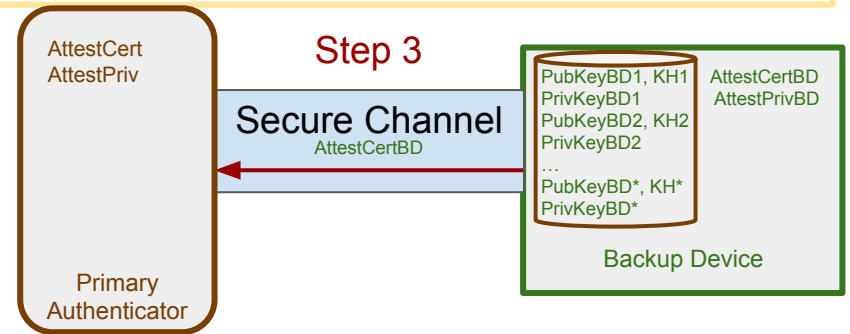 AttestCert
AttestPriv
Primary
Authenticator
Step 3
Secure Channel
AttestCertBD
PubKeyBD1, KH1
PrivKeyBD1
PubKeyBD2, KH2
PrivKeyBD2
…
PubKeyBD*, KH*
PrivKeyBD*
AttestCertBD
AttestPrivBD
Backup Device